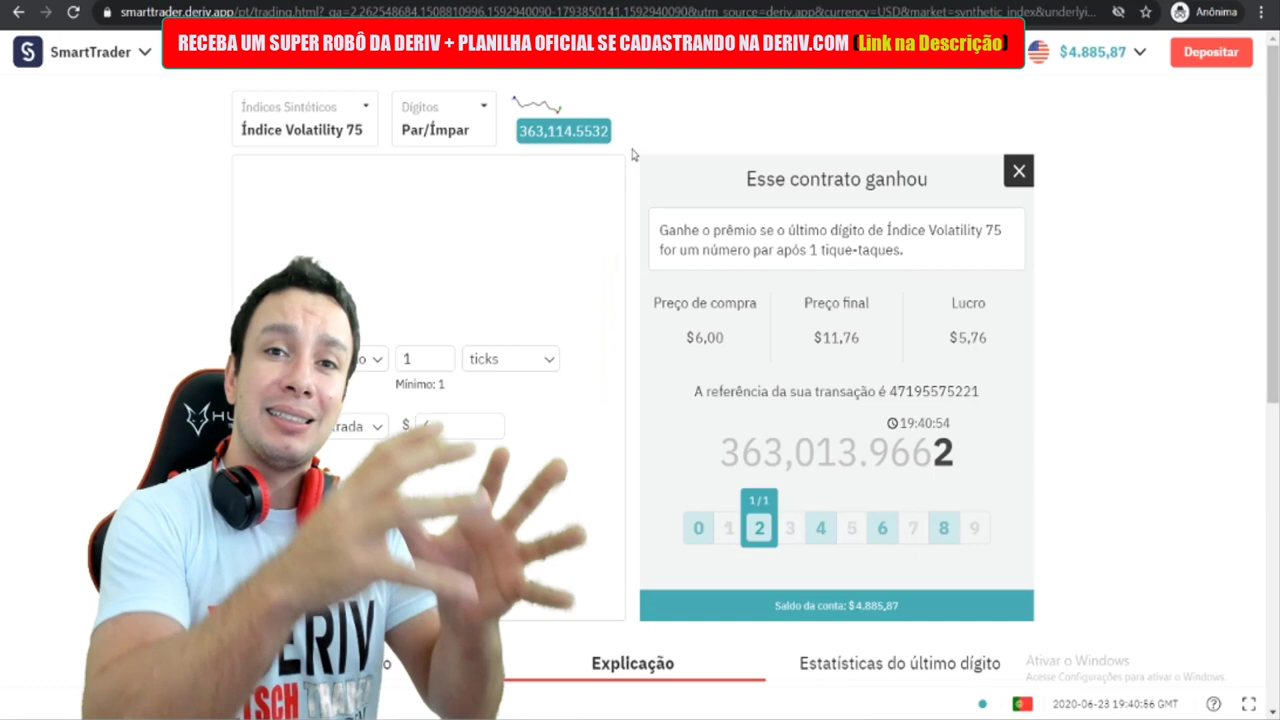 smarttrader.deriv.app/pt/trading.html?_ga=2.262548684.1508810996.1592940090-1793850141.1592940090&utm_source=deriv.app&currency=USD&market=synthetic_index&underlyi...
Anônima
RECEBA UM SUPER ROBÔ DA DERIV + PLANILHA OFICIAL SE CADASTRANDO NA DERIV.COM (Link na Descrição)
SmartTrader
$4.885,87
Depositar
Índices Sintéticos
Índice Volatility 75
Dígitos
Par/Ímpar
363,114.5532
Esse contrato ganhou
Ganhe o prêmio se o último dígito de Índice Volatility 75
for um número par após 1 tique-taques.
Preço de compra
Preço final
Lucro
$6,00
$11,76
$5,76
1
ticks
Mínimo: 1
A referência da sua transação é 47195575221
rada
$
19:40:54
363,013.9662
1/1
0 1 2 3 4 5 6 7 8 9
Saldo da conta: $4.885,87
ERIV
Explicação
Estatísticas do último dígito
Ativar o Windows
Acesse Configurações para ativar o Windows.
2020-06-23 19:40:56 GMT